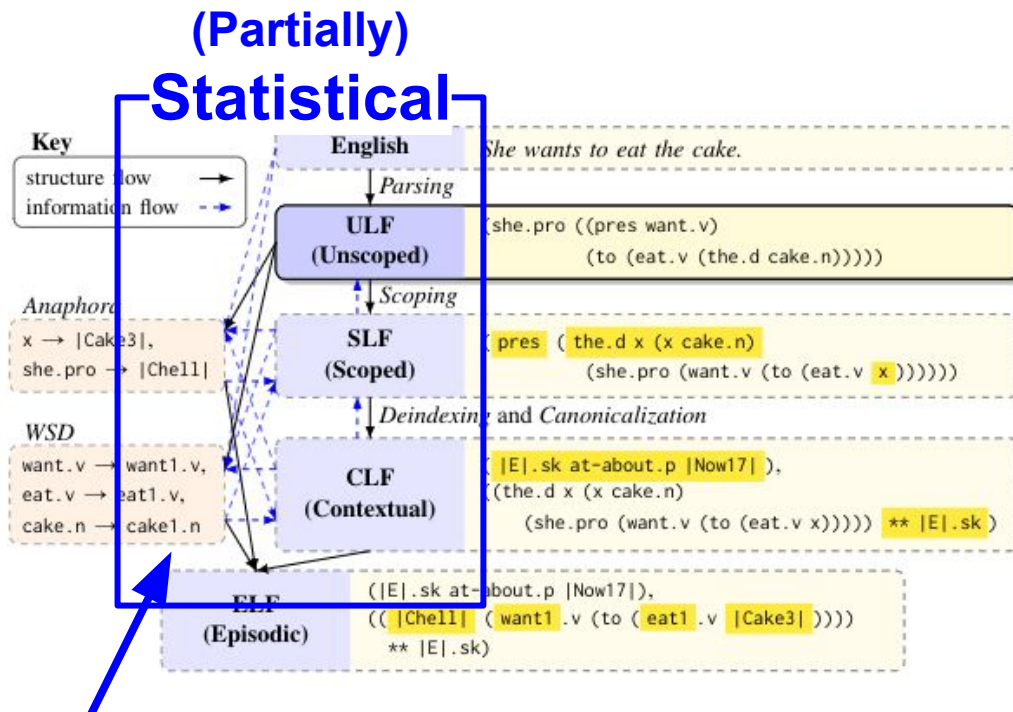 (Partially)
Statistical
Key
structure flow
information flow
English
She wants to eat the cake.
Parsing
ULF
(Unscoped)
(she.pro ((pres want.v)
(to (eat.v (the.d cake.n)))))
Scoping
Anaphora
x → |Cake3|,
she.pro → |Chell|
SLF
(Scoped)
( pres ( the.d x (x cake.n)
(she.pro (want.v (to (eat.v x))))))
Deindexing and Canonicalization
WSD
want.v → want1.v,
eat.v → eat1.v,
cake.n → cake1.n
CLF
(Contextual)
( |E|.sk at-about.p |Now17| ),
((the.d x (x cake.n)
(she.pro (want.v (to (eat.v x))))) ** |E|.sk )
ELF
(Episodic)
(|E|.sk at-about.p |Now17|),
(( |Chell| ( want1 .v (to ( eat1 .v |Cake3| ))))
** |E|.sk)